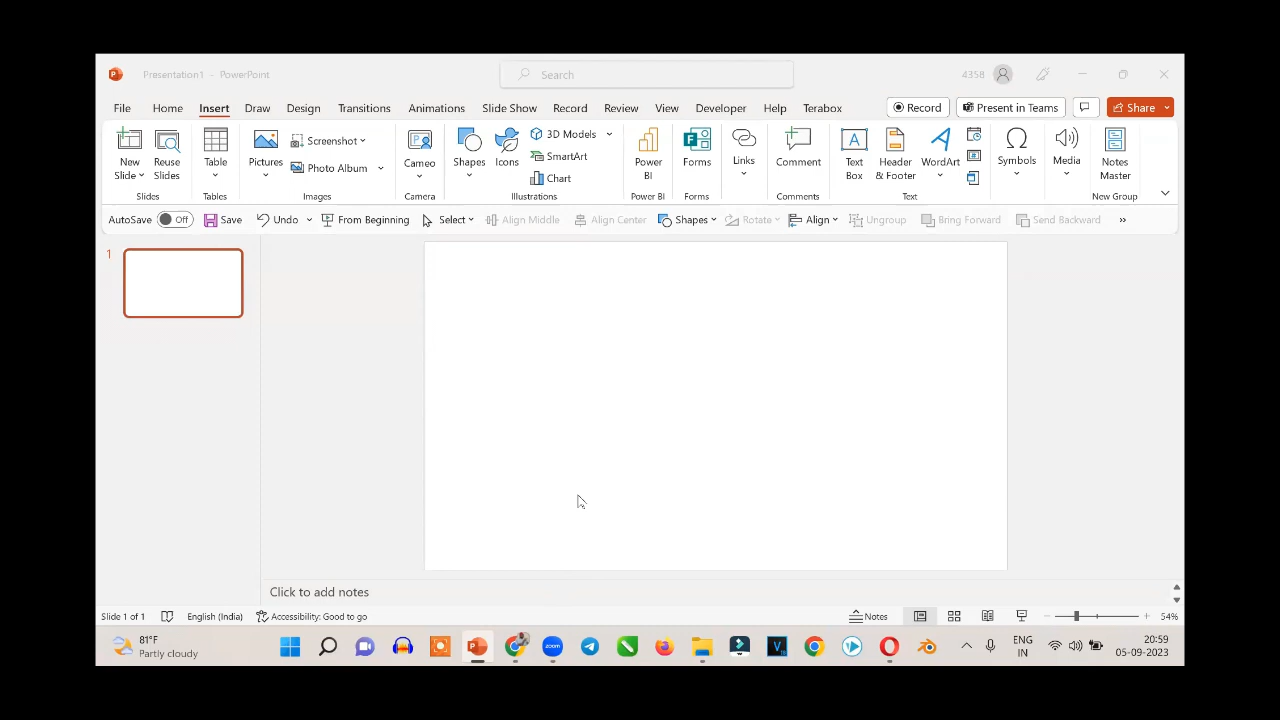 Presentation1 - PowerPoint
Search
4358
File Home Insert Draw Design Transitions Animations Slide Show Record Review View Developer Help Terabox
Record Present in Teams Share
New Slide
Reuse Slides
Table
Pictures
Screenshot
Photo Album
Cameo
Shapes
Icons
3D Models
SmartArt
Chart
Power BI
Forms
Links
Comment
Text Box
Header & Footer
WordArt
Symbols
Media
Notes Master
Slides Tables Images Camera Illustrations Power BI Forms Comments Text New Group
AutoSave Off Save Undo From Beginning Select Align Middle Align Center Shapes Rotate Align Ungroup Bring Forward Send Backward
1
Click to add notes
Slide 1 of 1 English (India) Accessibility: Good to go Notes 54%
81°F
Partly cloudy
zoom
ENG
IN
20:59
05-09-2023